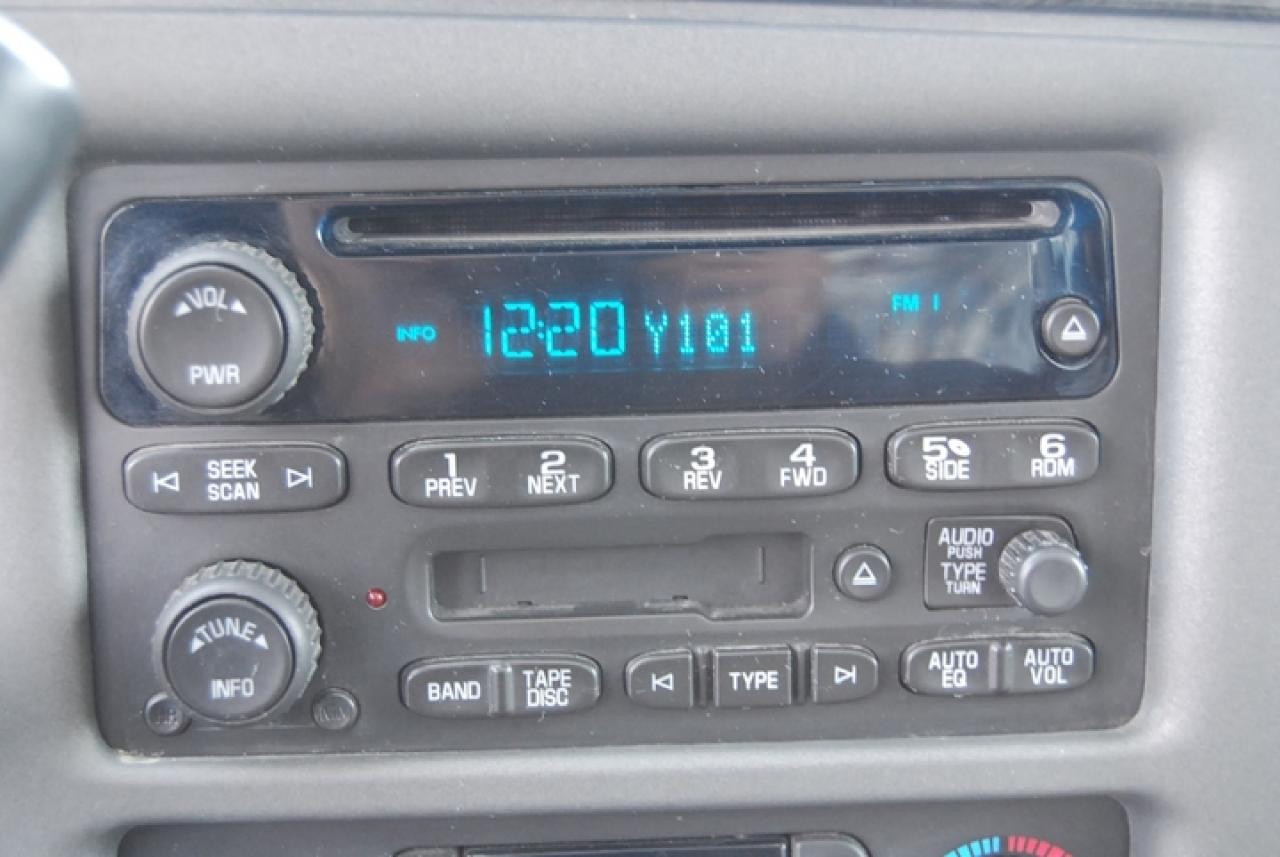 VOL
PWR
INFO 12:20 Y101 FM 1
SEEK
SCAN
1
PREV
2
NEXT
3
REV
4
FWD
5
SIDE
6
RDM
AUDIO
PUSH
TYPE
TURN
TUNE
INFO
BAND
TAPE
DISC
TYPE
AUTO
EQ
AUTO
VOL
HR